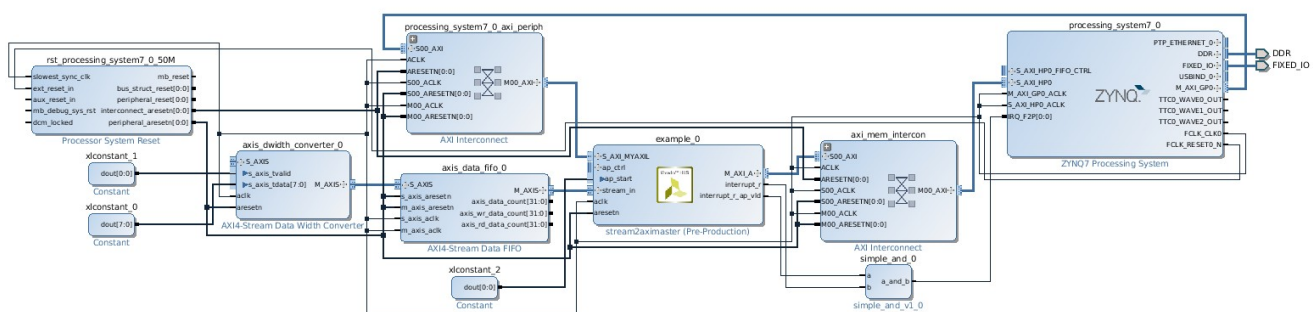 processing_system7_0_axi_periph
S00_AXI
ACLK
ARESETN[0:0]
S00_ACLK
S00_ARESETN[0:0]
M00_ACLK
M00_ARESETN[0:0]
M00_AXI
AXI Interconnect
processing_system7_0
PTP_ETHERNET_0
DDR
FIXED_IO
USBIND_0
M_AXI_GP0
TTC0_WAVE0_OUT
TTC0_WAVE1_OUT
TTC0_WAVE2_OUT
FCLK_CLK0
FCLK_RESET0_N
S_AXI_HP0_FIFO_CTRL
S_AXI_HP0
M_AXI_GP0_ACLK
S_AXI_HP0_ACLK
IRQ_F2P[0:0]
ZYNQ
ZYNQ7 Processing System
DDR
FIXED_IO
rst_processing_system7_0_50M
slowest_sync_clk
ext_reset_in
aux_reset_in
mb_debug_sys_rst
dcm_locked
mb_reset
bus_struct_reset[0:0]
peripheral_reset[0:0]
interconnect_aresetn[0:0]
peripheral_aresetn[0:0]
Processor System Reset
xlconstant_1
dout[0:0]
Constant
xlconstant_0
dout[7:0]
Constant
axis_dwidth_converter_0
S_AXIS
s_axis_tvalid
s_axis_tdata[7:0]
aclk
aresetn
M_AXIS
AXI4-Stream Data Width Converter
axis_data_fifo_0
S_AXIS
s_axis_aresetn
m_axis_aresetn
s_axis_aclk
m_axis_aclk
M_AXIS
axis_data_count[31:0]
axis_wr_data_count[31:0]
axis_rd_data_count[31:0]
AXI4-Stream Data FIFO
xlconstant_2
dout[0:0]
Constant
example_0
S_AXI_MYAXIL
ap_ctrl
ap_start
stream_in
aclk
aresetn
M_AXI_A
interrupt_r
interrupt_r_ap_vld
stream2aximaster (Pre-Production)
axi_mem_intercon
S00_AXI
ACLK
ARESETN[0:0]
S00_ACLK
S00_ARESETN[0:0]
M00_ACLK
M00_ARESETN[0:0]
M00_AXI
AXI Interconnect
simple_and_0
a
b
a_and_b
simple_and_v1_0